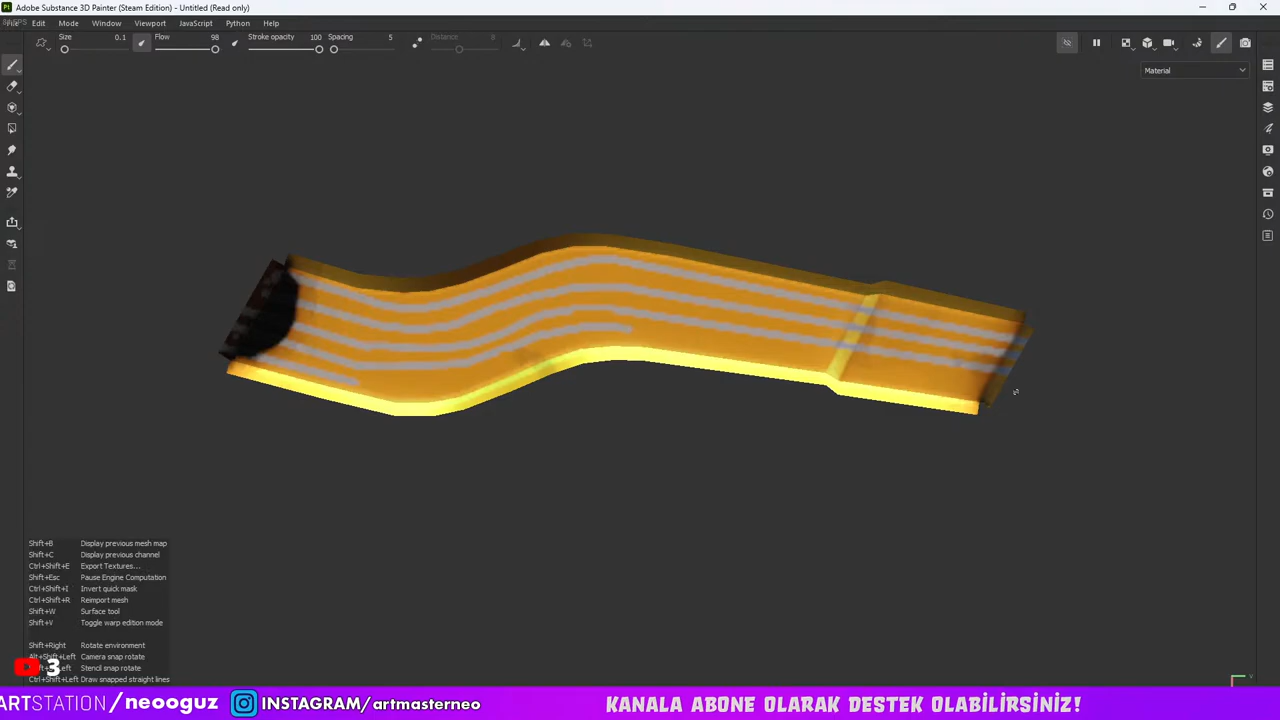 Adobe Substance 3D Painter (Steam Edition) - Untitled (Read only)
File Edit Mode Window Viewport JavaScript Python Help
Size 0.1 Flow 98 Stroke opacity 100 Spacing 5 Distance 8
Material
Shift+B Display previous mesh map
Shift+C Display previous channel
Ctrl+Shift+E Export Textures...
Shift+Esc Pause Engine Computation
Ctrl+Shift+I Invert quick mask
Ctrl+Shift+R Reimport mesh
Shift+W Surface tool
Shift+V Toggle warp edition mode
Shift+Right Rotate environment
Alt+Shift+Left Camera snap rotate
Left Stencil snap rotate
Ctrl+Shift+Left Draw snapped straight lines
3
ARTSTATION/neooguz INSTAGRAM/artmasterneo KANALA ABONE OLARAK DESTEK OLABİLİRSİNİZ!